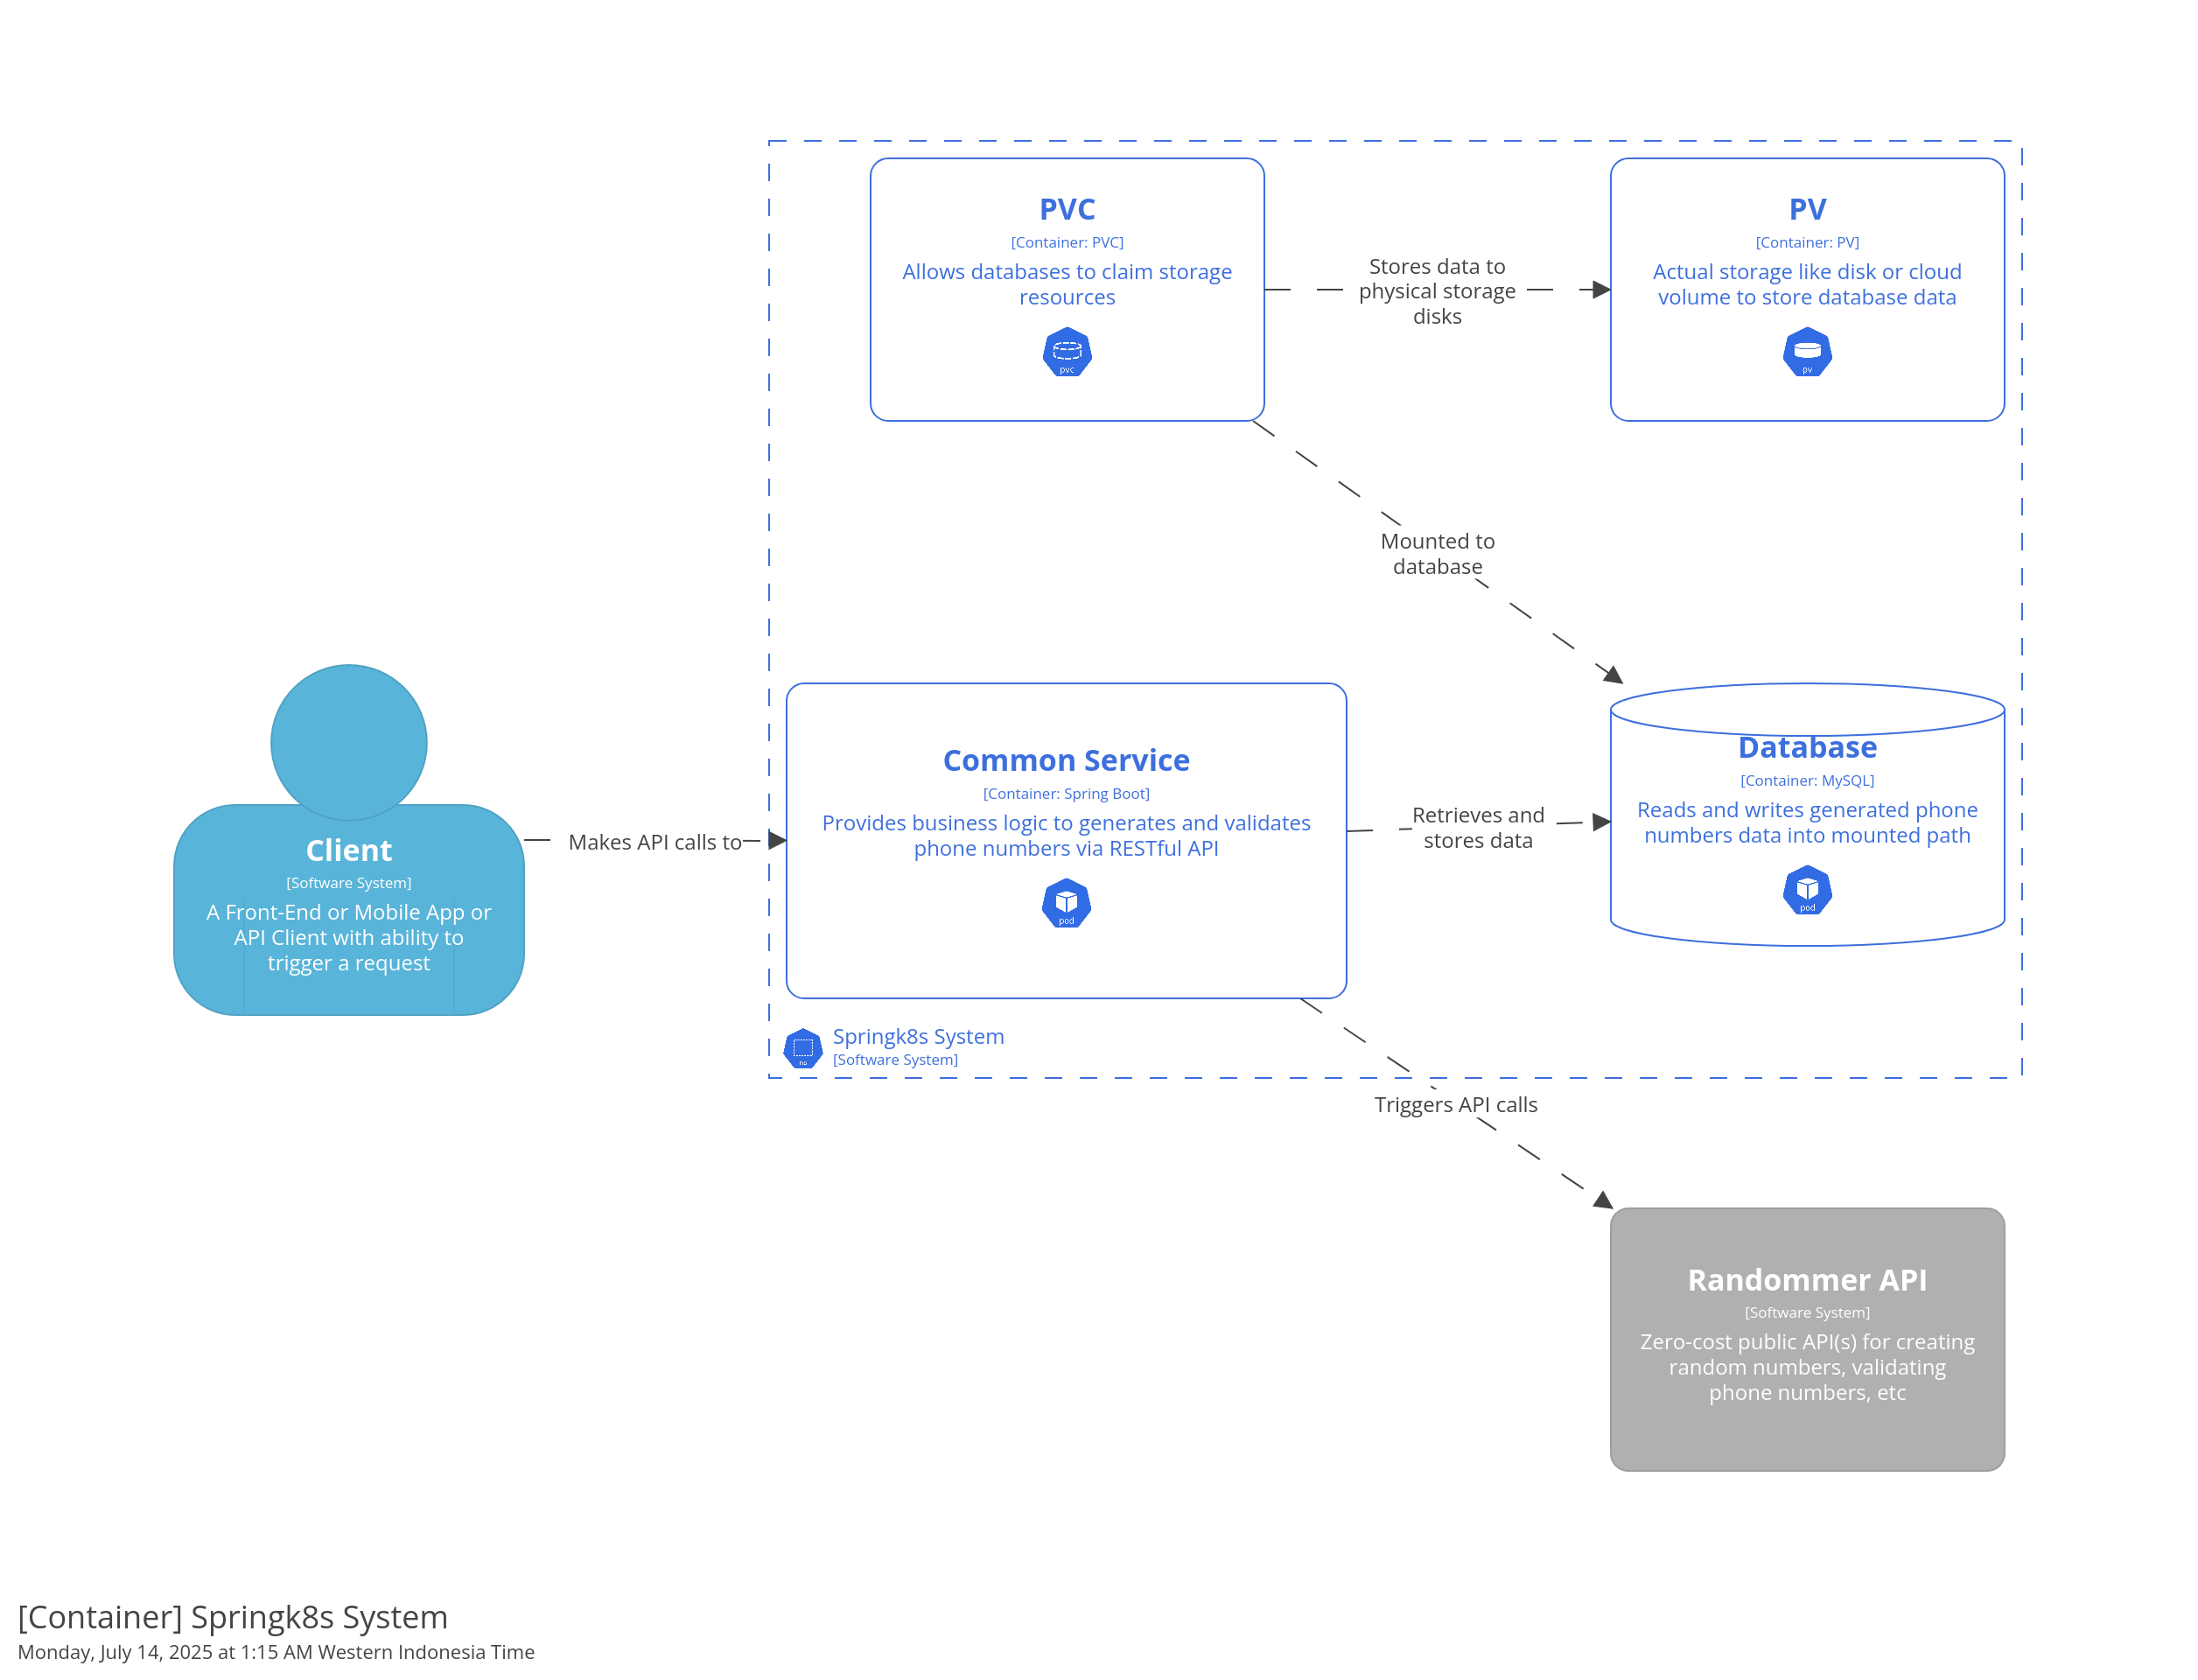 PVC
[Container: PVC]
Allows databases to claim storage
resources
pvc
Stores data to
physical storage
disks
PV
[Container: PV]
Actual storage like disk or cloud
volume to store database data
pv
Mounted to
database
Client
[Software System]
A Front-End or Mobile App or
API Client with ability to
trigger a request
Makes API calls to
Common Service
[Container: Spring Boot]
Provides business logic to generates and validates
phone numbers via RESTful API
pod
Retrieves and
stores data
Database
[Container: MySQL]
Reads and writes generated phone
numbers data into mounted path
pod
ns
Springk8s System
[Software System]
Triggers API calls
Randommer API
[Software System]
Zero-cost public API(s) for creating
random numbers, validating
phone numbers, etc
[Container] Springk8s System
Monday, July 14, 2025 at 1:15 AM Western Indonesia Time